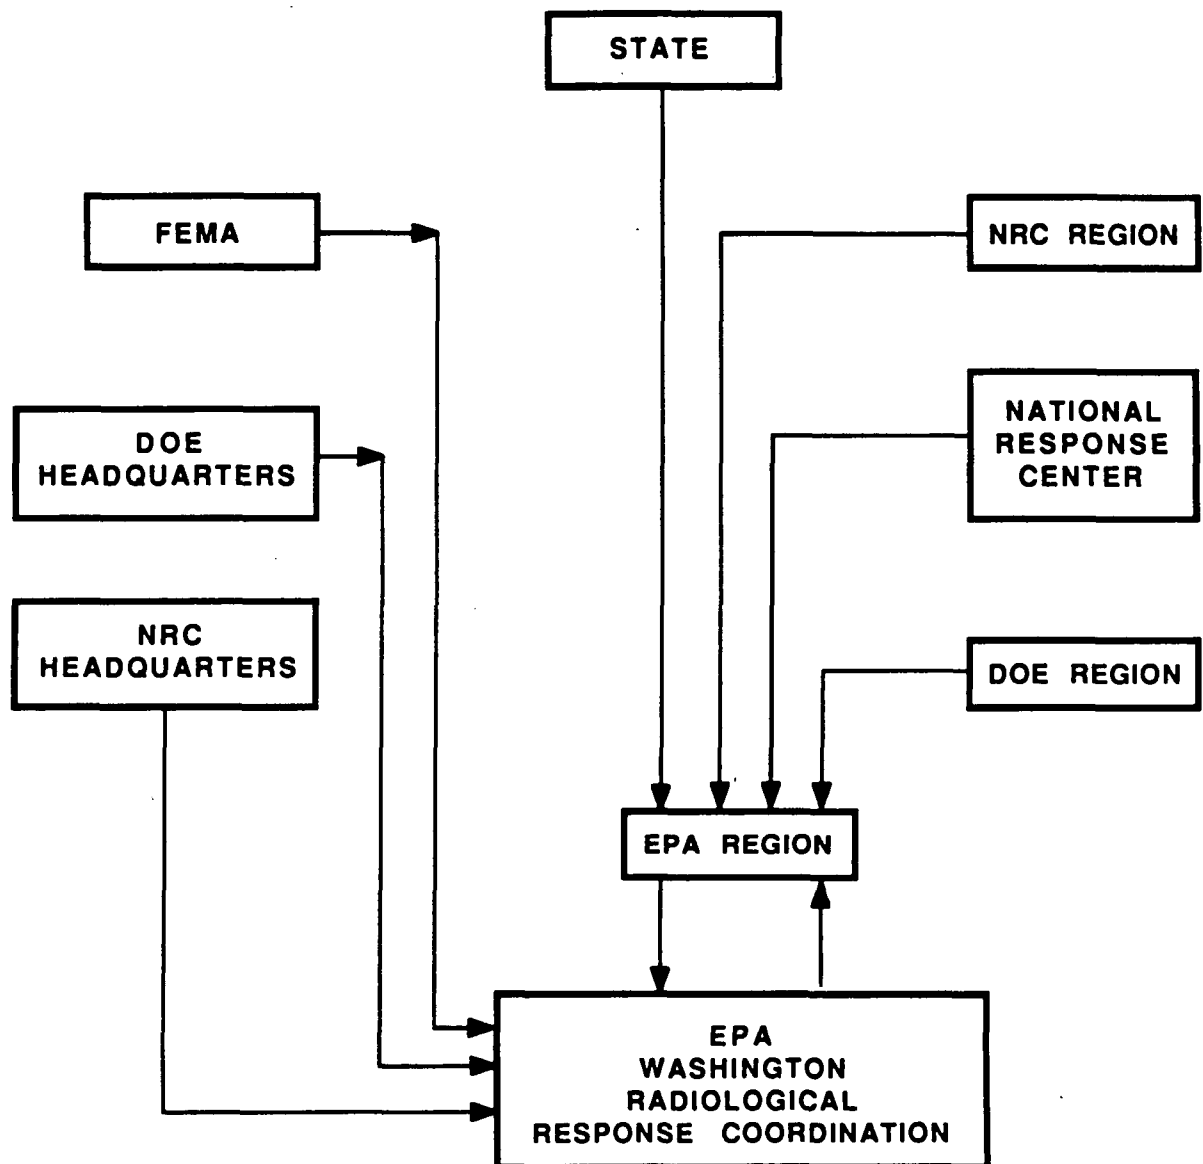 STATE
FEMA
NRC REGION
DOE
HEADQUARTERS
NATIONAL
RESPONSE
CENTER
NRC
HEADQUARTERS
DOE REGION
EPA REGION
EPA
WASHINGTON
RADIOLOGICAL
RESPONSE COORDINATION